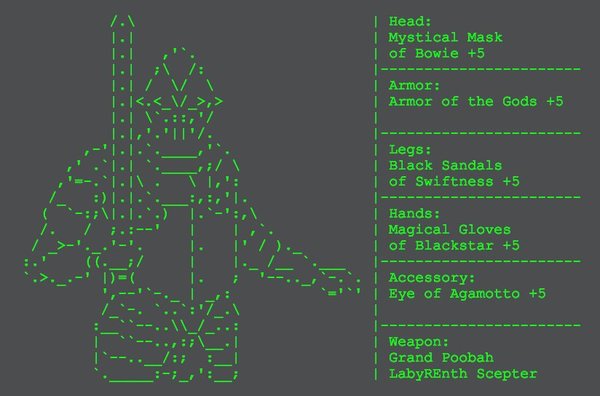 Head:
Mystical Mask
of Bowie +5
Armor:
Armor of the Gods +5
Legs:
Black Sandals
of Swiftness +5
Hands:
Magical Gloves
of Blackstar +5
Accessory:
Eye of Agamotto +5
Weapon:
Grand Poobah
LabyREnth Scepter